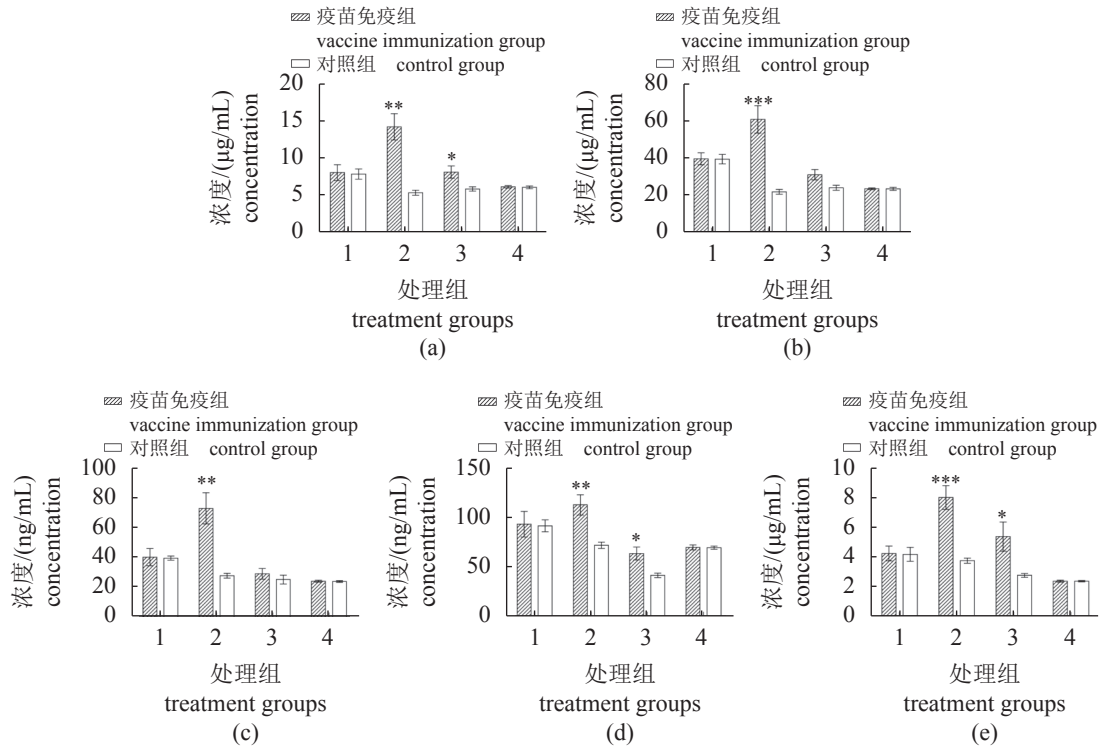 疫苗免疫组
vaccine immunization group
对照组 control group
浓度/(μg/mL)
concentration
20
15
10
5
0
**
*
1 2 3 4
处理组
treatment groups
(a)
疫苗免疫组
vaccine immunization group
对照组 control group
浓度/(μg/mL)
concentration
80
60
40
20
0
***
1 2 3 4
处理组
treatment groups
(b)
疫苗免疫组
vaccine immunization group
对照组 control group
浓度/(ng/mL)
concentration
100
80
60
40
20
0
**
1 2 3 4
处理组
treatment groups
(c)
疫苗免疫组
vaccine immunization group
对照组 control group
浓度/(ng/mL)
concentration
150
100
50
0
**
*
1 2 3 4
处理组
treatment groups
(d)
疫苗免疫组
vaccine immunization group
对照组 control group
浓度/(μg/mL)
concentration
8
6
4
2
0
***
*
1 2 3 4
处理组
treatment groups
(e)